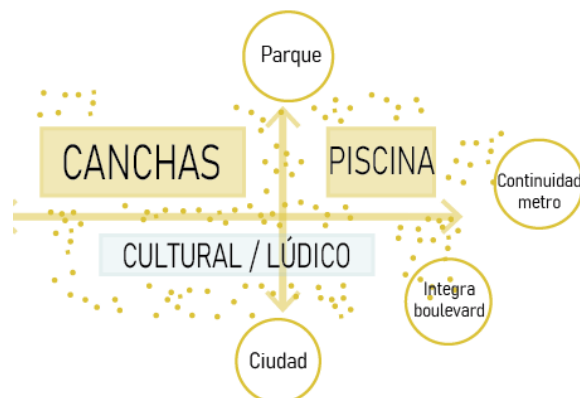 Parque
CANCHAS
PISCINA
Continuidad
metro
CULTURAL / LÚDICO
Integra
boulevard
Ciudad